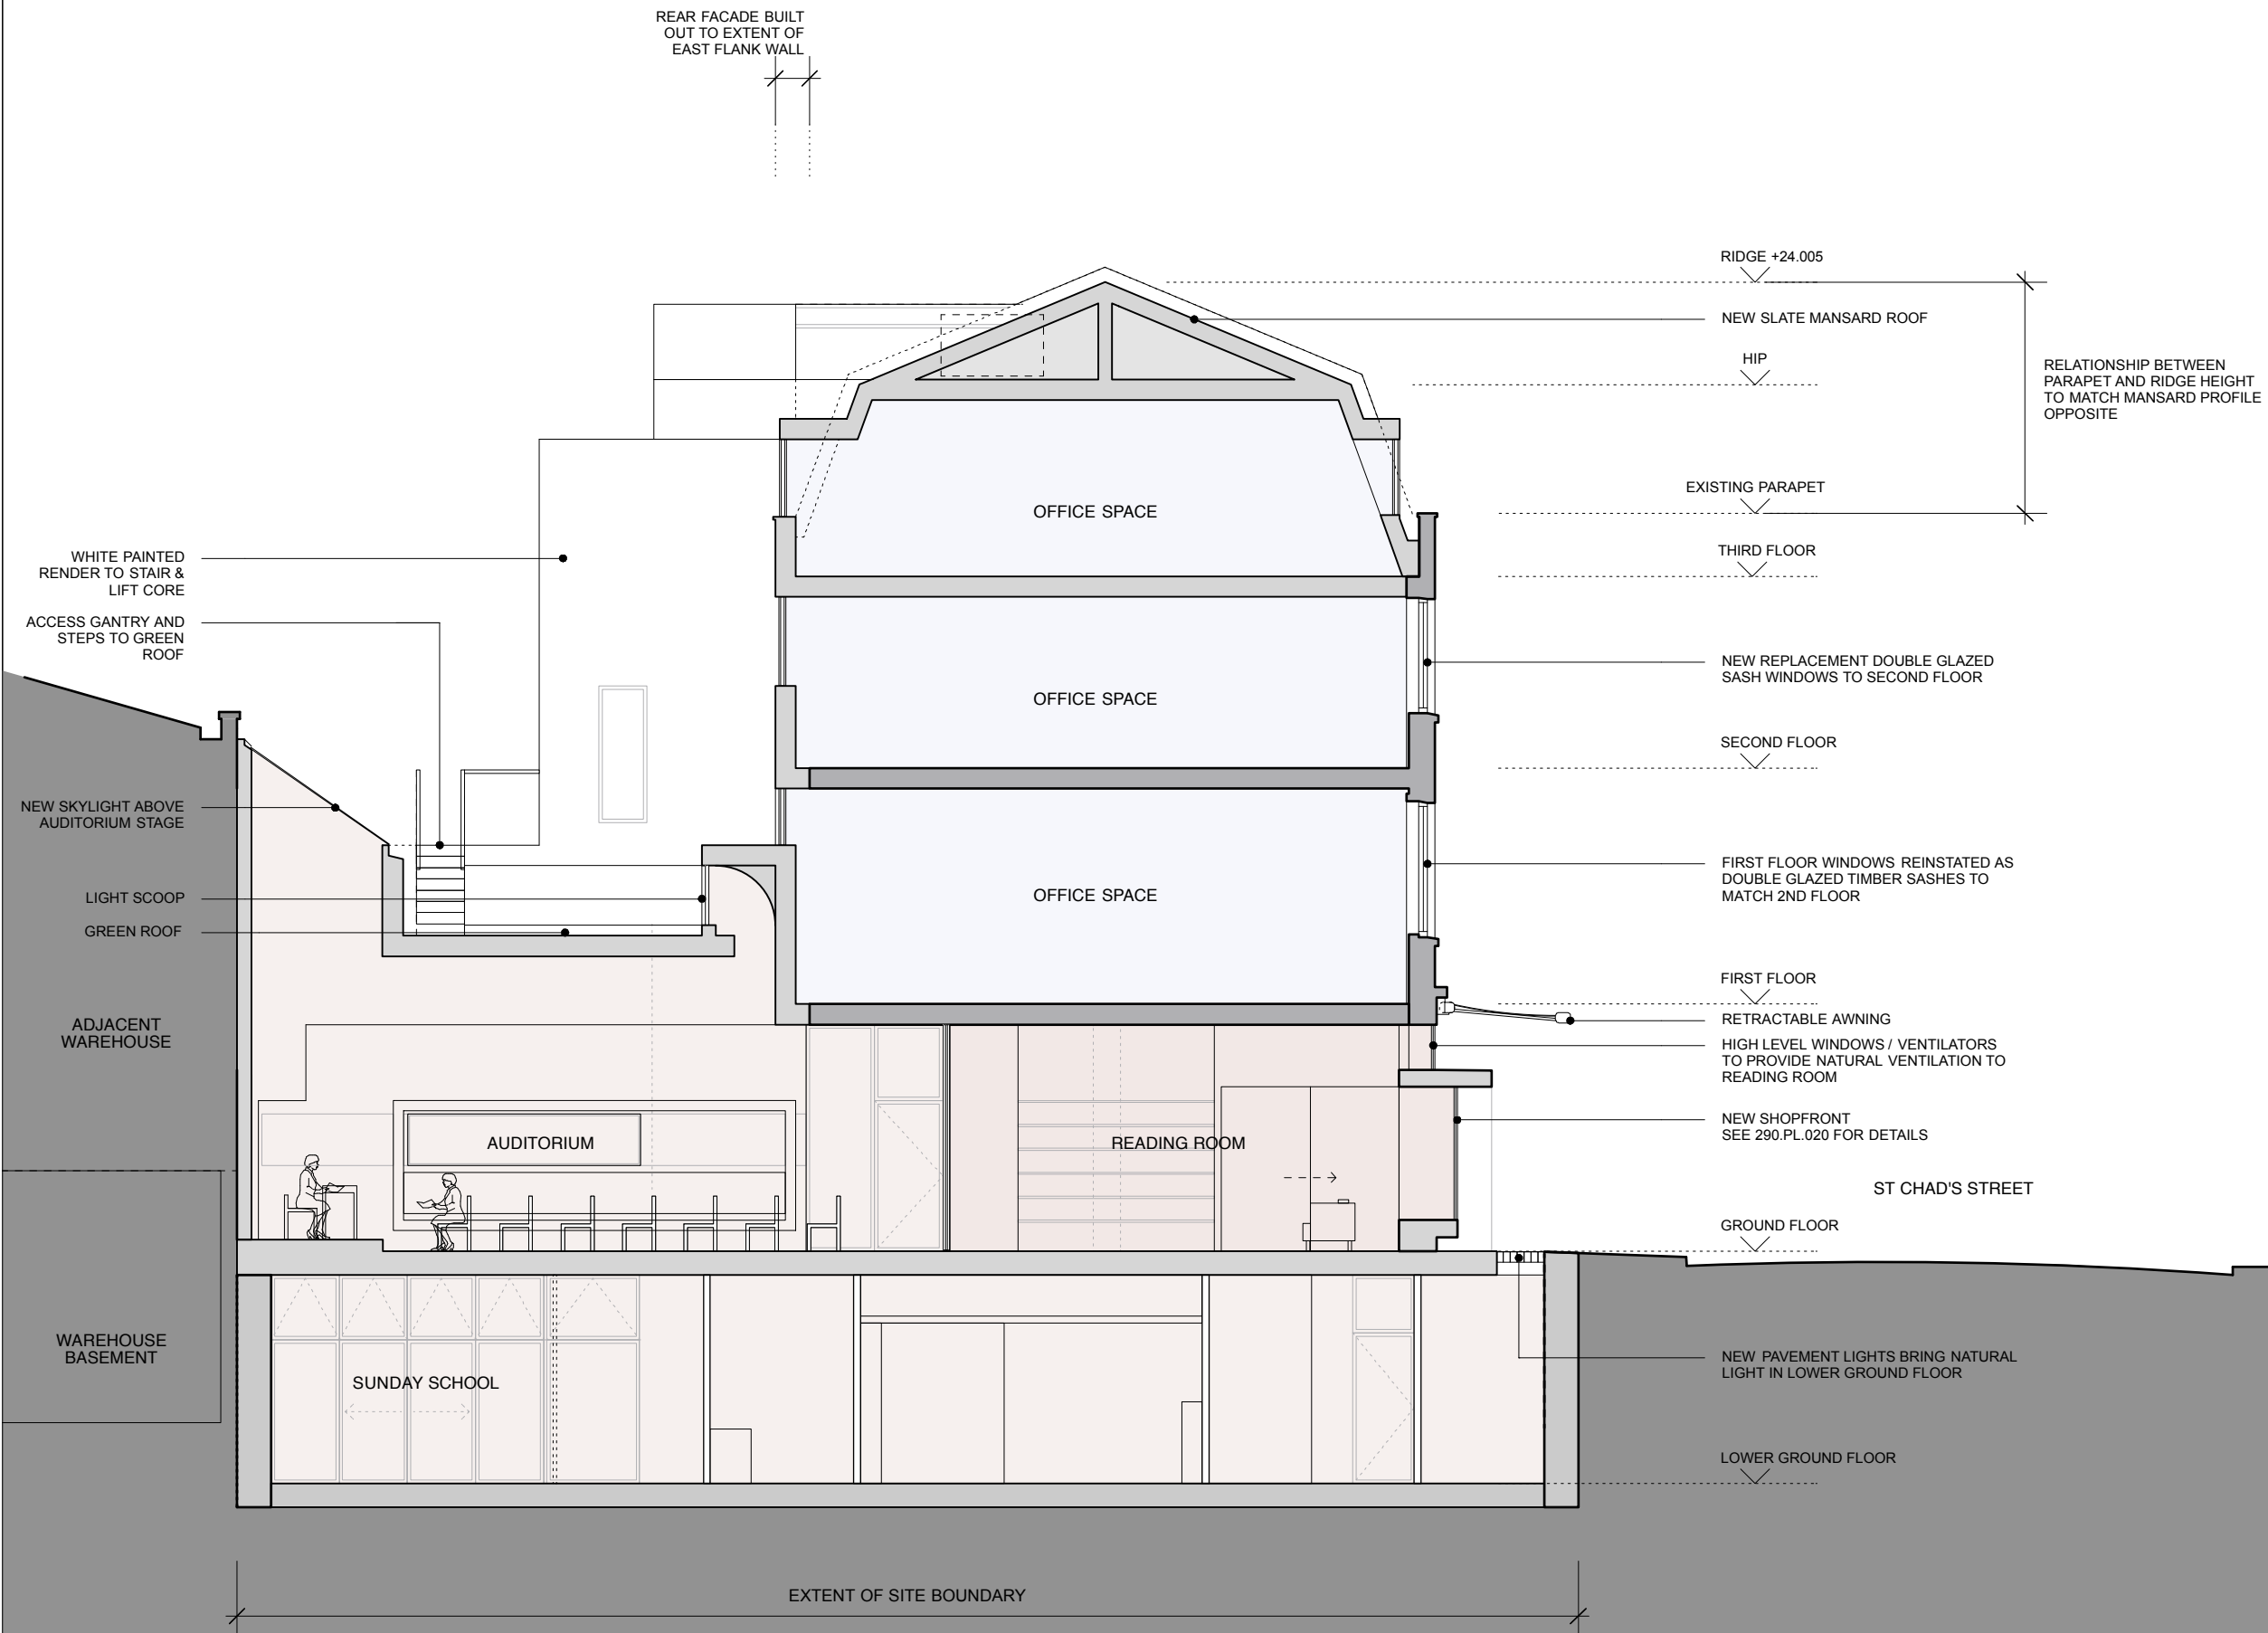 REAR FACADE BUILT
OUT TO EXTENT OF
EAST FLANK WALL
RIDGE +24.005
NEW SLATE MANSARD ROOF
HIP
RELATIONSHIP BETWEEN
PARAPET AND RIDGE HEIGHT
TO MATCH MANSARD PROFILE
OPPOSITE
EXISTING PARAPET
OFFICE SPACE
THIRD FLOOR
WHITE PAINTED
RENDER TO STAIR &
LIFT CORE
ACCESS GANTRY AND
STEPS TO GREEN
ROOF
NEW REPLACEMENT DOUBLE GLAZED
SASH WINDOWS TO SECOND FLOOR
OFFICE SPACE
SECOND FLOOR
NEW SKYLIGHT ABOVE
AUDITORIUM STAGE
FIRST FLOOR WINDOWS REINSTATED AS
DOUBLE GLAZED TIMBER SASHES TO
MATCH 2ND FLOOR
OFFICE SPACE
LIGHT SCOOP
GREEN ROOF
FIRST FLOOR
RETRACTABLE AWNING
ADJACENT
WAREHOUSE
HIGH LEVEL WINDOWS / VENTILATORS
TO PROVIDE NATURAL VENTILATION TO
READING ROOM
NEW SHOPFRONT
SEE 290.PL.020 FOR DETAILS
AUDITORIUM
READING ROOM
ST CHAD'S STREET
GROUND FLOOR
WAREHOUSE
BASEMENT
NEW PAVEMENT LIGHTS BRING NATURAL
LIGHT IN LOWER GROUND FLOOR
SUNDAY SCHOOL
LOWER GROUND FLOOR
EXTENT OF SITE BOUNDARY